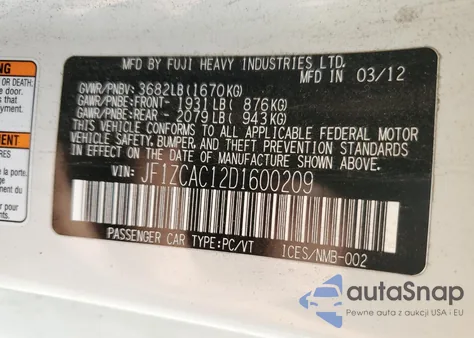 MFD BY FUJI HEAVY INDUSTRIES LTD.
IN 03/12
GVWR/PNBV: 3682LB(1670KG)
GAWR/PNBE:FRONT- 1931LB( 876KG)
GAWR/PNBE:REAR - 2079LB( 943KG)
THIS VEHICLE CONFORMS TO ALL APPLICABLE FEDERAL MOTOR
VEHICLE SAFETY, BUMPER, AND THEFT PREVENTION STANDARDS
IN EFFECT ON THE DATE OF MANUFACTURE SHOWN ABOVE.
VIN: JF1ZCAC12D1600209
PASSENGER CAR TYPE:PC/VT ICES/NMB-002
autoSnap
Pewne auta z aukcji USA - EU